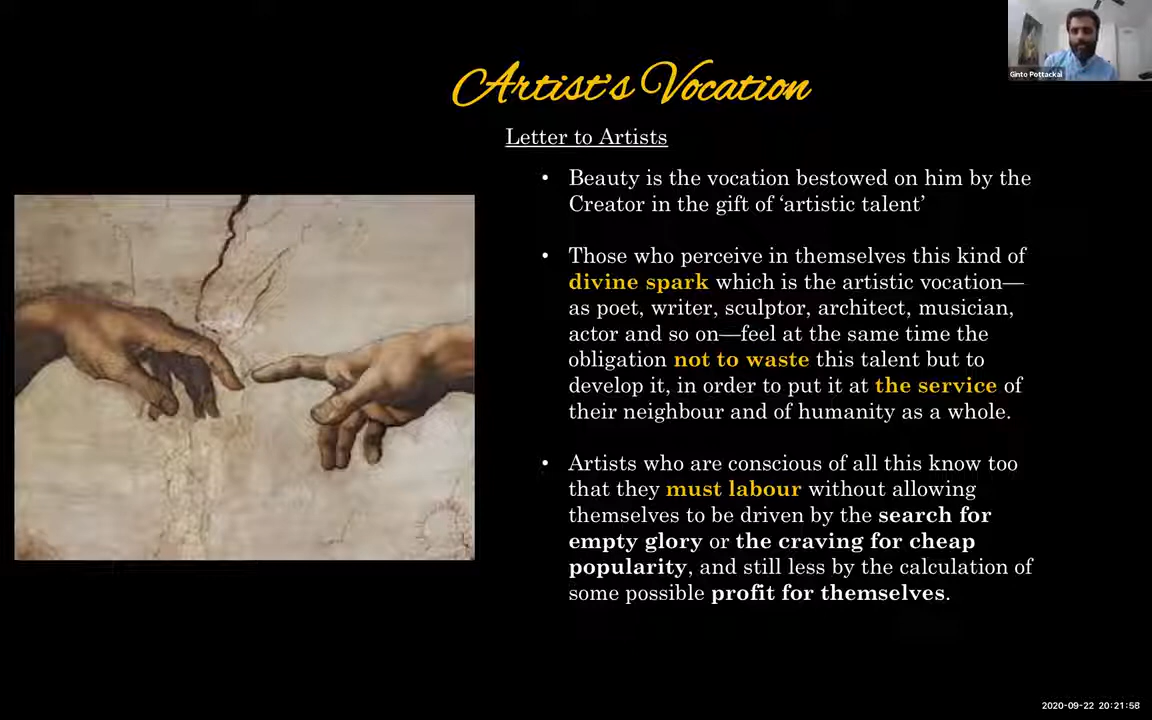 Ginto Pottackal
Artist's Vocation
Letter to Artists
• Beauty is the vocation bestowed on him by the
Creator in the gift of ‘artistic talent’
• Those who perceive in themselves this kind of
divine spark which is the artistic vocation—
as poet, writer, sculptor, architect, musician,
actor and so on—feel at the same time the
obligation not to waste this talent but to
develop it, in order to put it at the service of
their neighbour and of humanity as a whole.
• Artists who are conscious of all this know too
that they must labour without allowing
themselves to be driven by the search for
empty glory or the craving for cheap
popularity, and still less by the calculation of
some possible profit for themselves.
2020-09-22 20:21:58